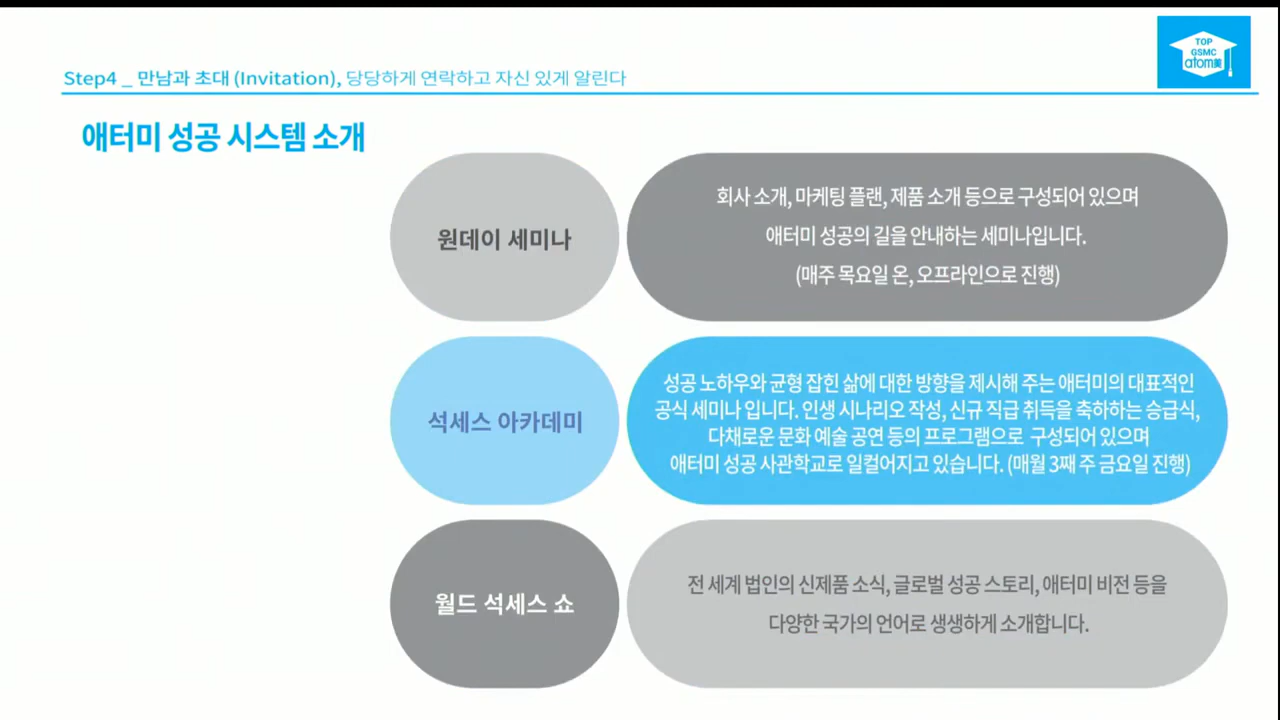 Step4 _ 만남과 초대 (Invitation), 당당하게 연락하고 자신 있게 알린다
TOP
GSMC
atom美
애터미 성공 시스템 소개
원데이 세미나
회사 소개, 마케팅 플랜, 제품 소개 등으로 구성되어 있으며
애터미 성공의 길을 안내하는 세미나입니다.
(매주 목요일 온, 오프라인으로 진행)
석세스 아카데미
성공 노하우와 균형 잡힌 삶에 대한 방향을 제시해 주는 애터미의 대표적인
공식 세미나 입니다. 인생 시나리오 작성, 신규 직급 취득을 축하하는 승급식,
다채로운 문화 예술 공연 등의 프로그램으로 구성되어 있으며
애터미 성공 사관학교로 일컬어지고 있습니다. (매월 3째 주 금요일 진행)
월드 석세스 쇼
전 세계 법인의 신제품 소식, 글로벌 성공 스토리, 애터미 비전 등을
다양한 국가의 언어로 생생하게 소개합니다.